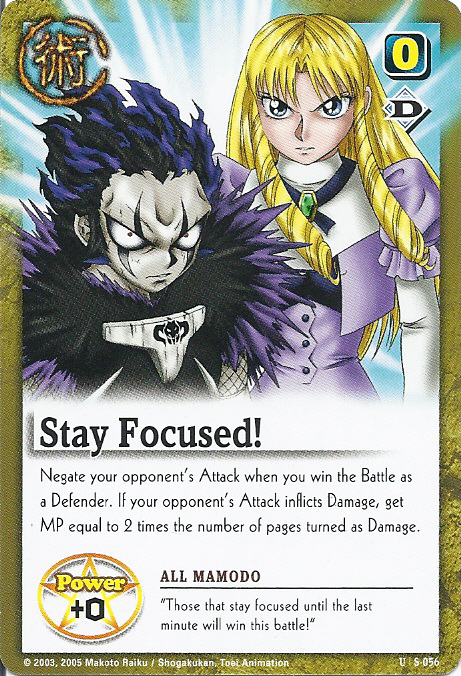 術
0
D
Stay Focused!
Negate your opponent's Attack when you win the Battle as
a Defender. If your opponent's Attack inflicts Damage, get
MP equal to 2 times the number of pages turned as Damage.
Power
+0
ALL MAMODO
"Those that stay focused until the last
minute will win this battle!"
© 2003, 2005 Makoto Raiku / Shogakukan, Toei Animation
U S-056